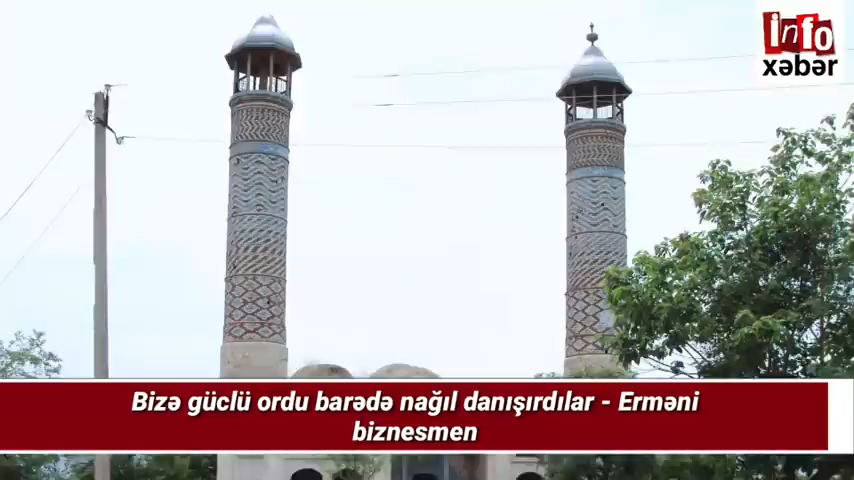 info
xəbər
Bizə güclü ordu barədə nağıl danışırdılar - Erməni
biznesmen